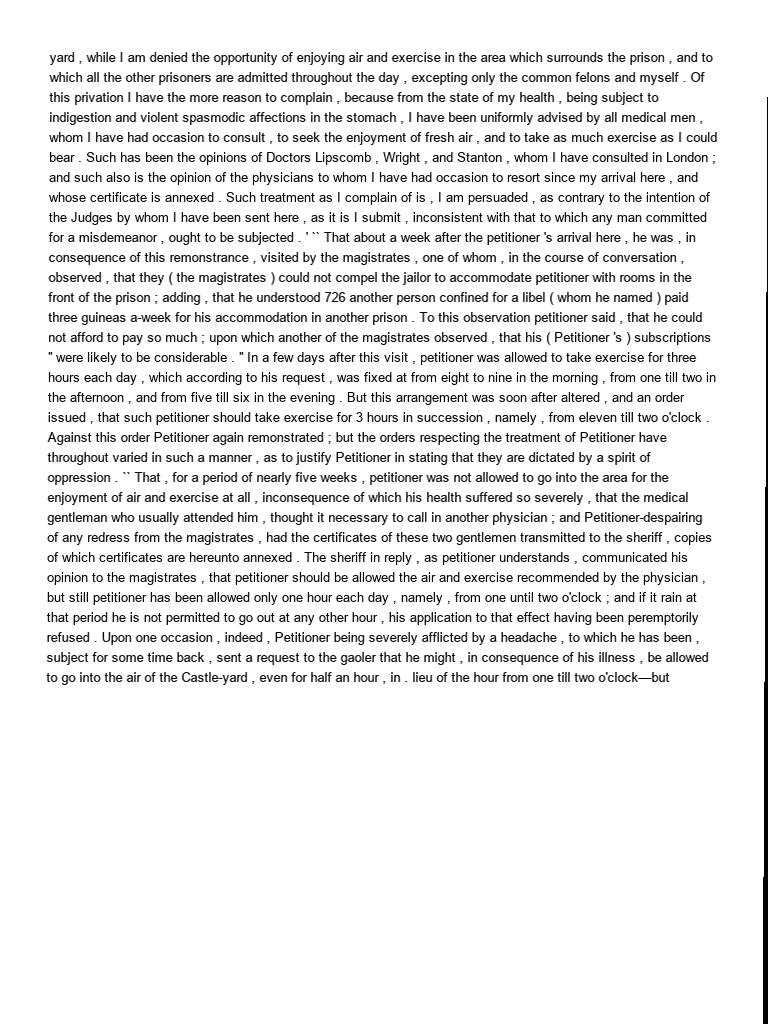 yard , while I am denied the opportunity of enjoying air and exercise in the area which surrounds the prison , and to
which all the other prisoners are admitted throughout the day , excepting only the common felons and myself . Of
this privation I have the more reason to complain , because from the state of my health , being subject to
indigestion and violent spasmodic affections in the stomach , I have been uniformly advised by all medical men ,
whom I have had occasion to consult , to seek the enjoyment of fresh air , and to take as much exercise as I could
bear . Such has been the opinions of Doctors Lipscomb , Wright , and Stanton , whom I have consulted in London ;
and such also is the opinion of the physicians to whom I have had occasion to resort since my arrival here , and
whose certificate is annexed . Such treatment as I complain of is , I am persuaded , as contrary to the intention of
the Judges by whom I have been sent here , as it is I submit , inconsistent with that to which any man committed
for a misdemeanor , ought to be subjected . ' `` That about a week after the petitioner 's arrival here , he was , in
consequence of this remonstrance , visited by the magistrates , one of whom , in the course of conversation ,
observed , that they ( the magistrates ) could not compel the jailor to accommodate petitioner with rooms in the
front of the prison ; adding , that he understood 726 another person confined for a libel ( whom he named ) paid
three guineas a-week for his accommodation in another prison . To this observation petitioner said , that he could
not afford to pay so much ; upon which another of the magistrates observed , that his ( Petitioner 's ) subscriptions
" were likely to be considerable . " In a few days after this visit , petitioner was allowed to take exercise for three
hours each day , which according to his request , was fixed at from eight to nine in the morning , from one till two in
the afternoon , and from five till six in the evening . But this arrangement was soon after altered , and an order
issued , that such petitioner should take exercise for 3 hours in succession , namely , from eleven till two o'clock .
Against this order Petitioner again remonstrated ; but the orders respecting the treatment of Petitioner have
throughout varied in such a manner , as to justify Petitioner in stating that they are dictated by a spirit of
oppression . `` That , for a period of nearly five weeks , petitioner was not allowed to go into the area for the
enjoyment of air and exercise at all , inconsequence of which his health suffered so severely , that the medical
gentleman who usually attended him , thought it necessary to call in another physician ; and Petitioner-despairing
of any redress from the magistrates , had the certificates of these two gentlemen transmitted to the sheriff , copies
of which certificates are hereunto annexed . The sheriff in reply , as petitioner understands , communicated his
opinion to the magistrates , that petitioner should be allowed the air and exercise recommended by the physician ,
but still petitioner has been allowed only one hour each day , namely , from one until two o'clock ; and if it rain at
that period he is not permitted to go out at any other hour , his application to that effect having been peremptorily
refused . Upon one occasion , indeed , Petitioner being severely afflicted by a headache , to which he has been ,
subject for some time back , sent a request to the gaoler that he might , in consequence of his illness , be allowed
to go into the air of the Castle-yard , even for half an hour , in . lieu of the hour from one till two o'clock—but